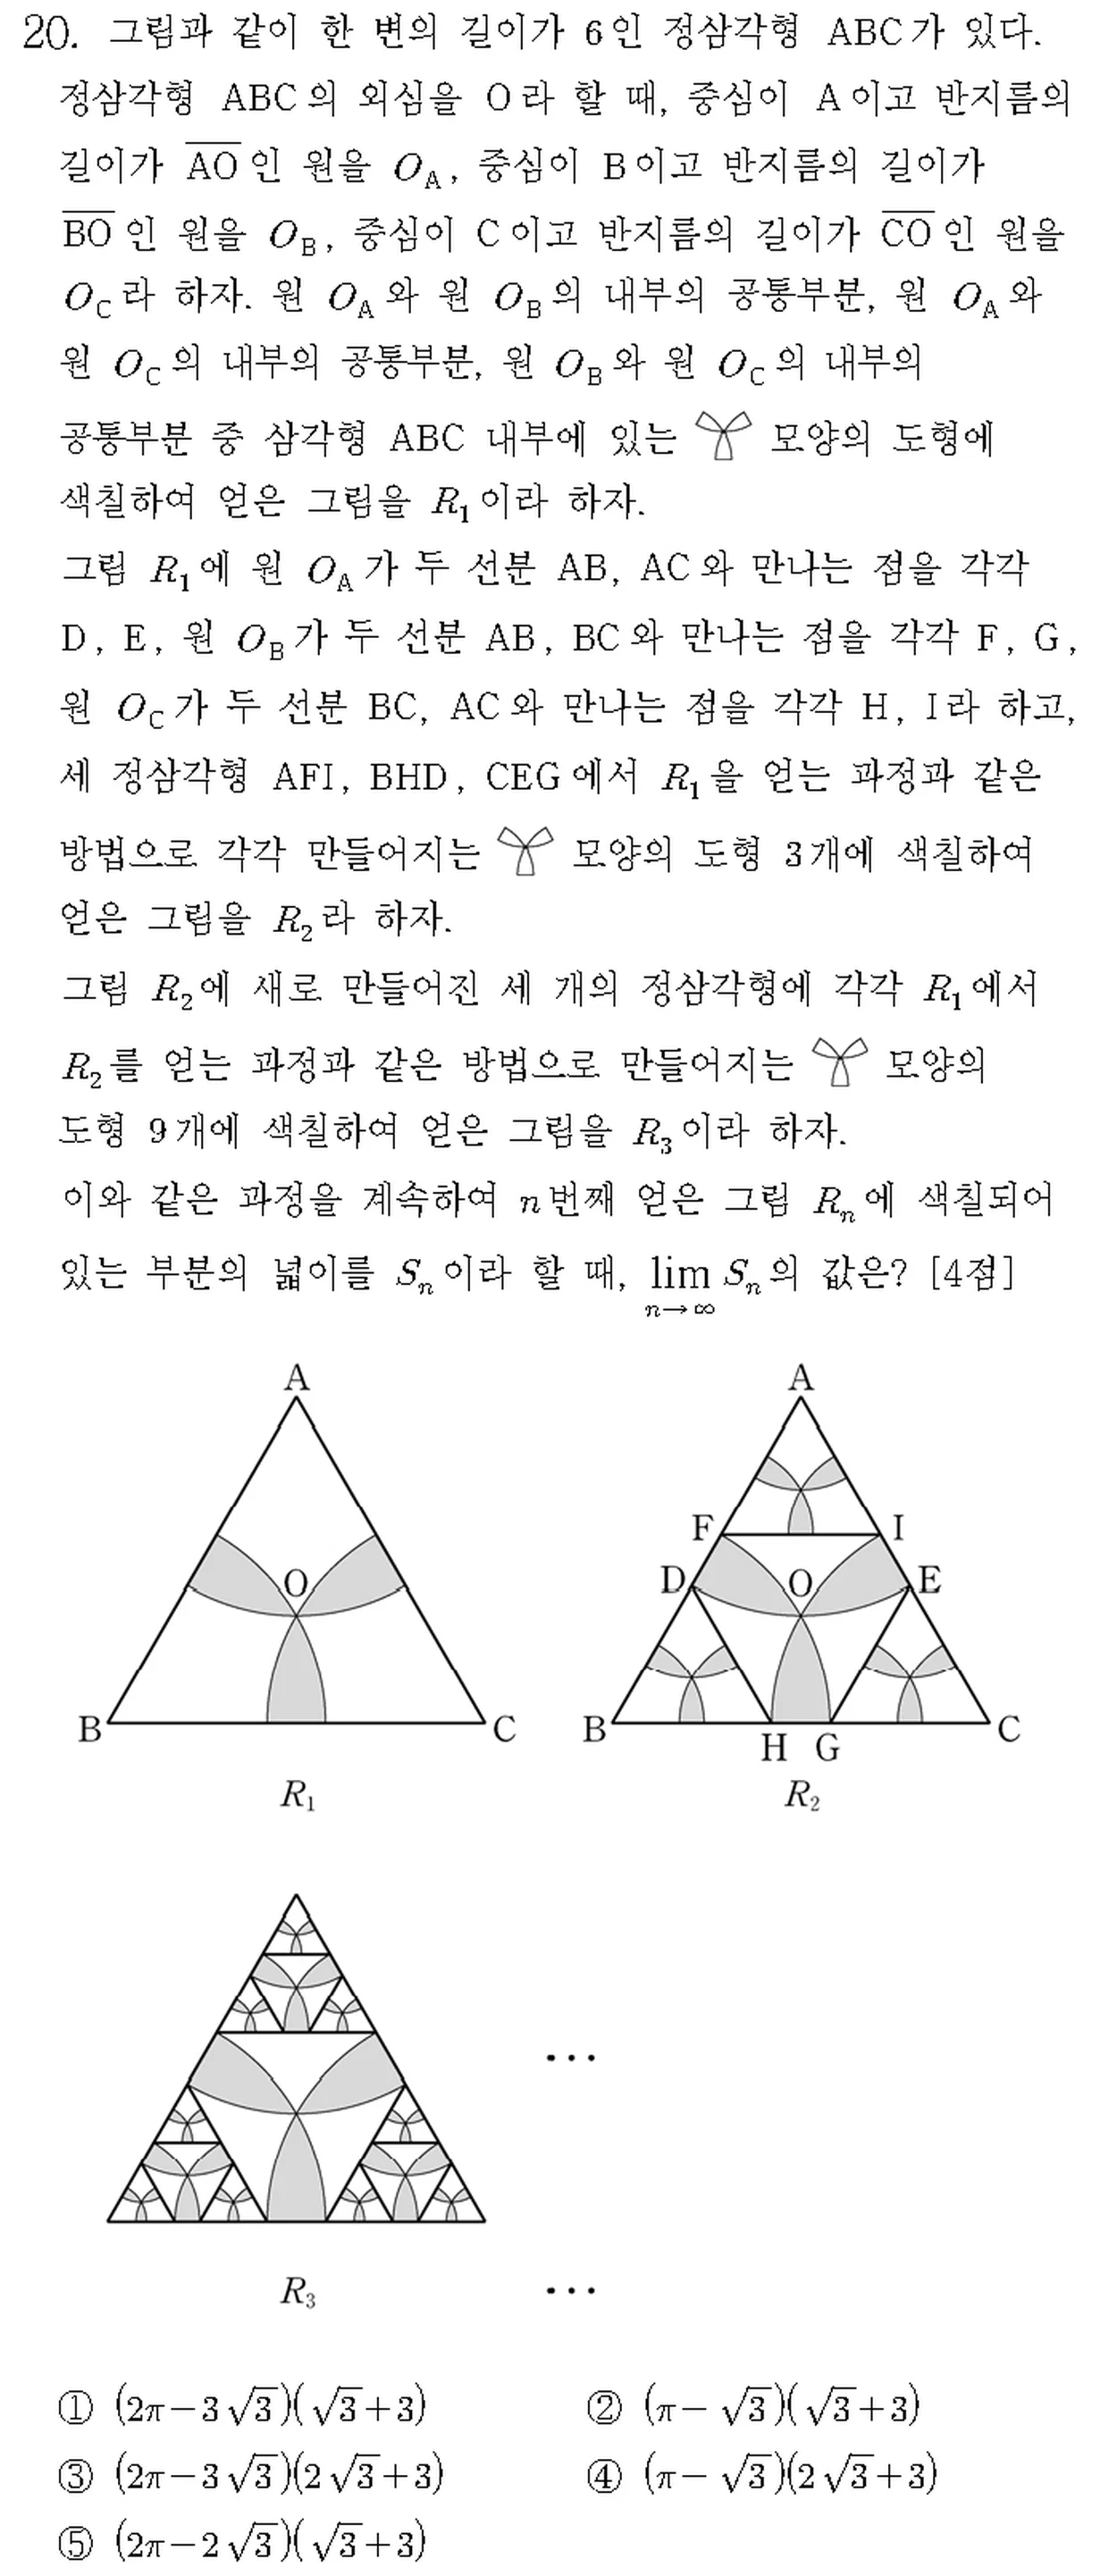 20. 그림과 같이 한 변의 길이가 6인 정삼각형 ABC가 있다.
정삼각형 ABC의 외심을 O라 할 때, 중심이 A이고 반지름의
길이가 \overline{AO}인 원을 O_A, 중심이 B이고 반지름의 길이가
\overline{BO}인 원을 O_B, 중심이 C이고 반지름의 길이가 \overline{CO}인 원을
O_C라 하자. 원 O_A와 원 O_B의 내부의 공통부분, 원 O_A와
원 O_C의 내부의 공통부분, 원 O_B와 원 O_C의 내부의
공통부분 중 삼각형 ABC 내부에 있는 모양의 도형에
색칠하여 얻은 그림을 R_1이라 하자.
그림 R_1에 원 O_A가 두 선분 AB, AC와 만나는 점을 각각
D, E, 원 O_B가 두 선분 AB, BC와 만나는 점을 각각 F, G,
원 O_C가 두 선분 BC, AC와 만나는 점을 각각 H, I라 하고,
세 정삼각형 AFI, BHD, CEG에서 R_1을 얻는 과정과 같은
방법으로 각각 만들어지는 모양의 도형 3개에 색칠하여
얻은 그림을 R_2라 하자.
그림 R_2에 새로 만들어진 세 개의 정삼각형에 각각 R_1에서
R_2를 얻는 과정과 같은 방법으로 만들어지는 모양의
도형 9개에 색칠하여 얻은 그림을 R_3이라 하자.
이와 같은 과정을 계속하여 n번째 얻은 그림 R_n에 색칠되어
있는 부분의 넓이를 S_n이라 할 때, lim_{n→∞} S_n의 값은? [4점]
A
O
B C
R_1
A
F I
D O E
B H G C
R_2
R_3
…
…
① (2π-3√3)(√3+3)
② (π-√3)(√3+3)
③ (2π-3√3)(2√3+3)
④ (π-√3)(2√3+3)
⑤ (2π-2√3)(√3+3)